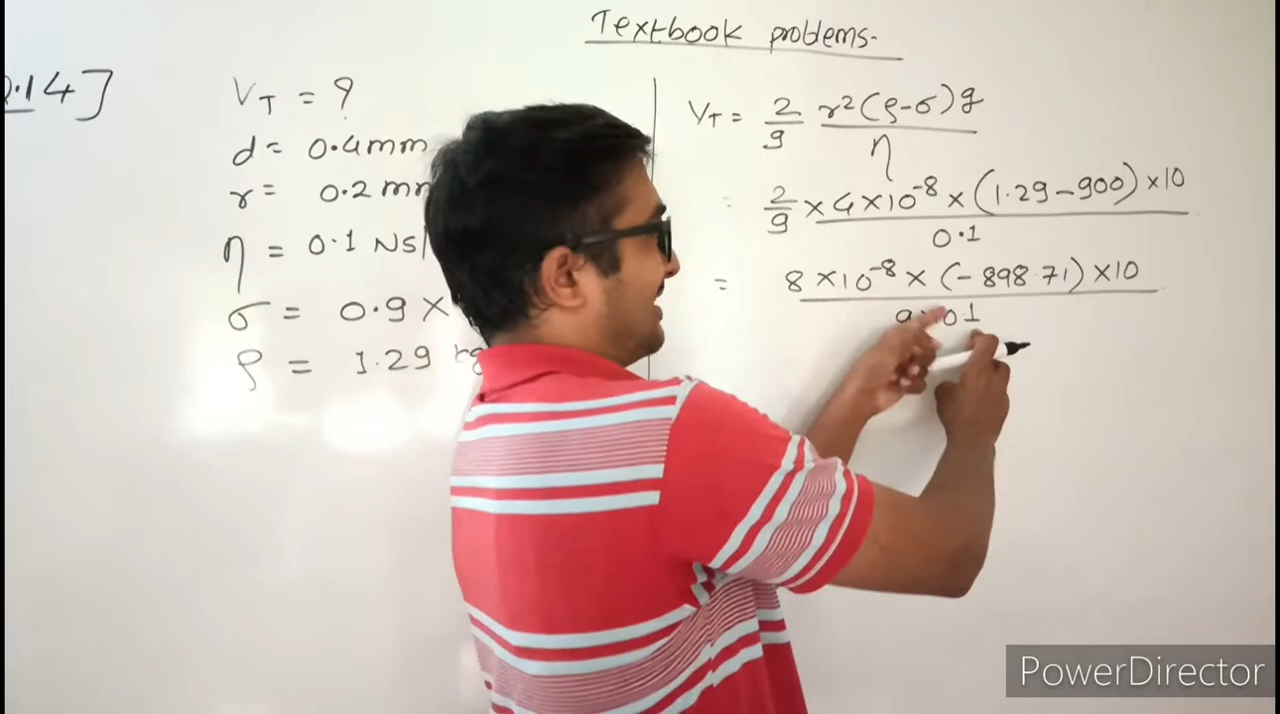 Textbook problems.
.14]
V_T = ?
d = 0.4mm
r = 0.2 m
η = 0.1 Ns/
σ = 0.9 ×
ρ = 1.29 kg
V_T = 2/9 r²(ρ-σ)g / η
= 2/9 × 4×10⁻⁸ × (1.29-900)×10 / 0.1
= 8×10⁻⁸ × (-898.71)×10 / 9×0.1
PowerDirector